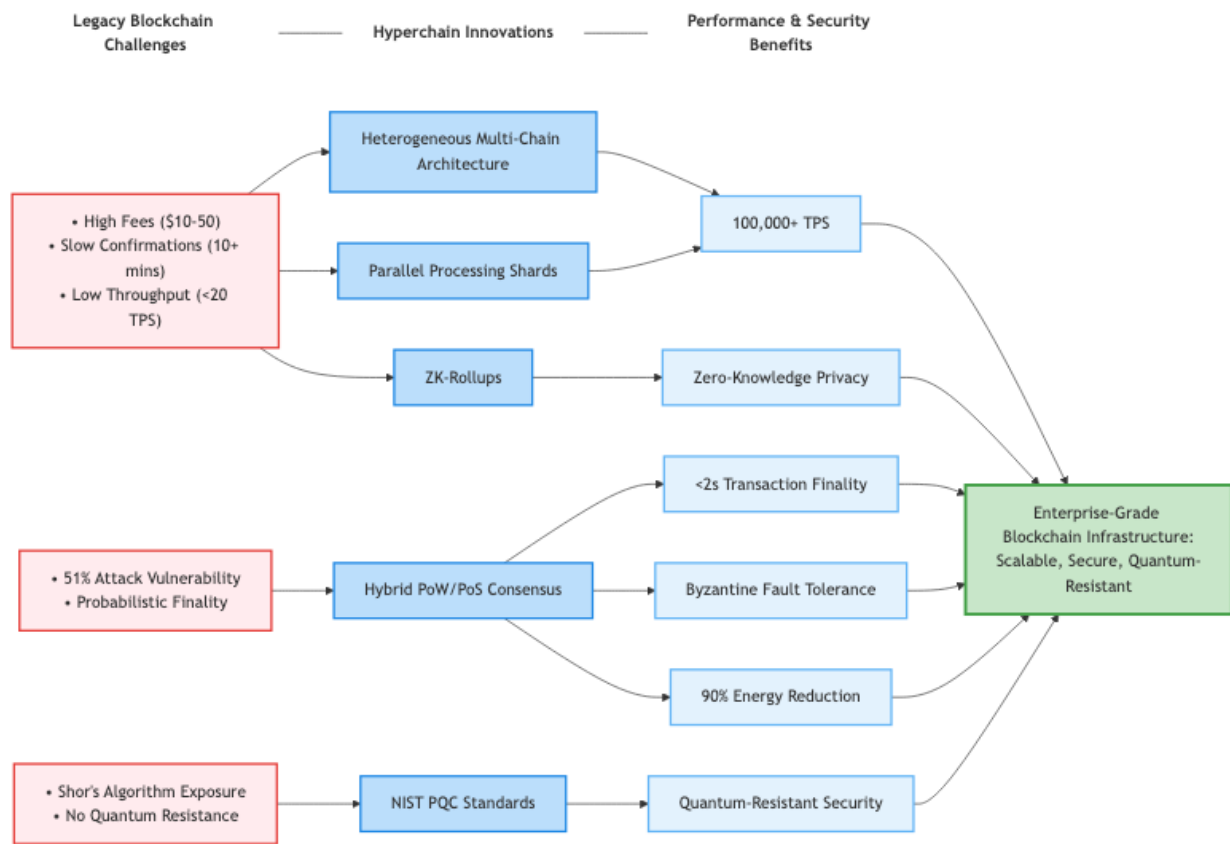 Legacy Blockchain
Challenges
Hyperchain Innovations
Performance & Security
Benefits
Heterogeneous Multi-Chain
Architecture
• High Fees ($10-50)
• Slow Confirmations (10+
mins)
• Low Throughput (<20
TPS)
100,000+ TPS
Parallel Processing Shards
ZK-Rollups
Zero-Knowledge Privacy
<2s Transaction Finality
Enterprise-Grade
Blockchain Infrastructure:
Scalable, Secure, Quantum-
Resistant
• 51% Attack Vulnerability
• Probabilistic Finality
Hybrid PoW/PoS Consensus
Byzantine Fault Tolerance
90% Energy Reduction
• Shor's Algorithm Exposure
• No Quantum Resistance
NIST PQC Standards
Quantum-Resistant Security